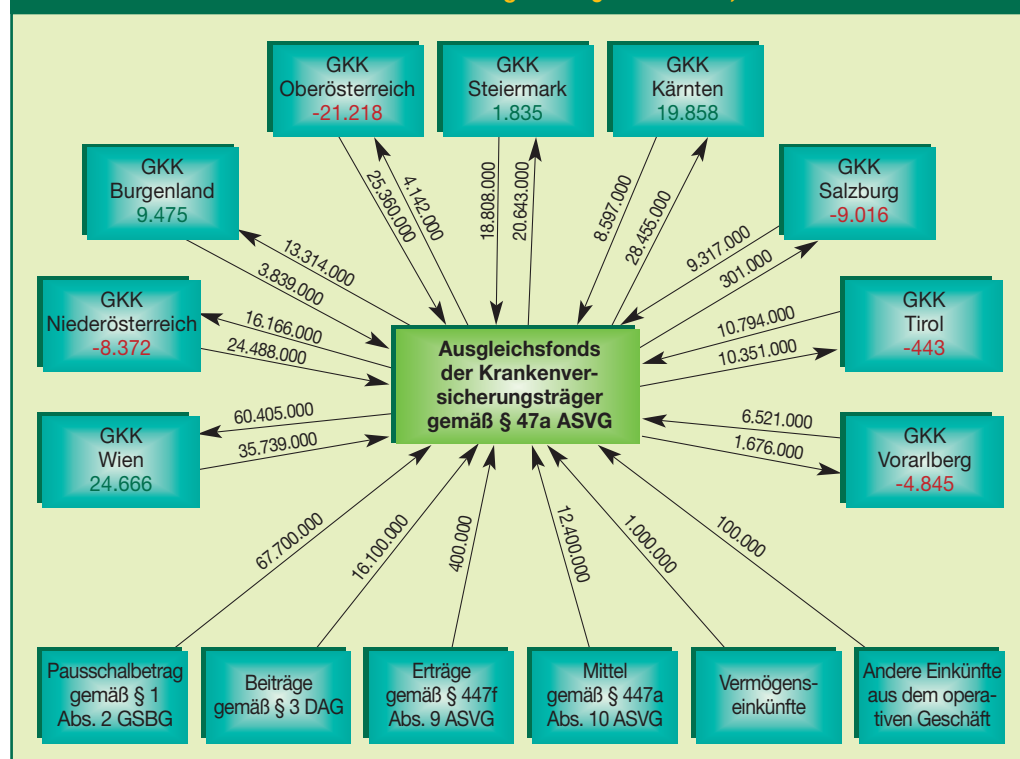 GKK
Oberösterreich
-21.218
GKK
Steiermark
1.835
GKK
Kärnten
19.858
GKK
Burgenland
9.475
GKK
Salzburg
-9.016
25.360.000
4.142.000
18.808.000
20.643.000
8.597.000
28.455.000
13.314.000
3.839.000
9.317.000
301.000
GKK
Niederösterreich
-8.372
16.166.000
24.488.000
GKK
Tirol
-443
10.794.000
10.351.000
Ausgleichsfonds
der Krankenver-
sicherungsträger
gemäß § 47a ASVG
GKK
Wien
24.666
60.405.000
35.739.000
GKK
Vorarlberg
-4.845
6.521.000
1.676.000
67.700.000
16.100.000
400.000
12.400.000
1.000.000
100.000
Pausschalbetrag
gemäß § 1
Abs. 2 GSBG
Beiträge
gemäß § 3 DAG
Erträge
gemäß § 447f
Abs. 9 ASVG
Mittel
gemäß § 447a
Abs. 10 ASVG
Vermögens-
einkünfte
Andere Einkünfte
aus dem opera-
tiven Geschäft